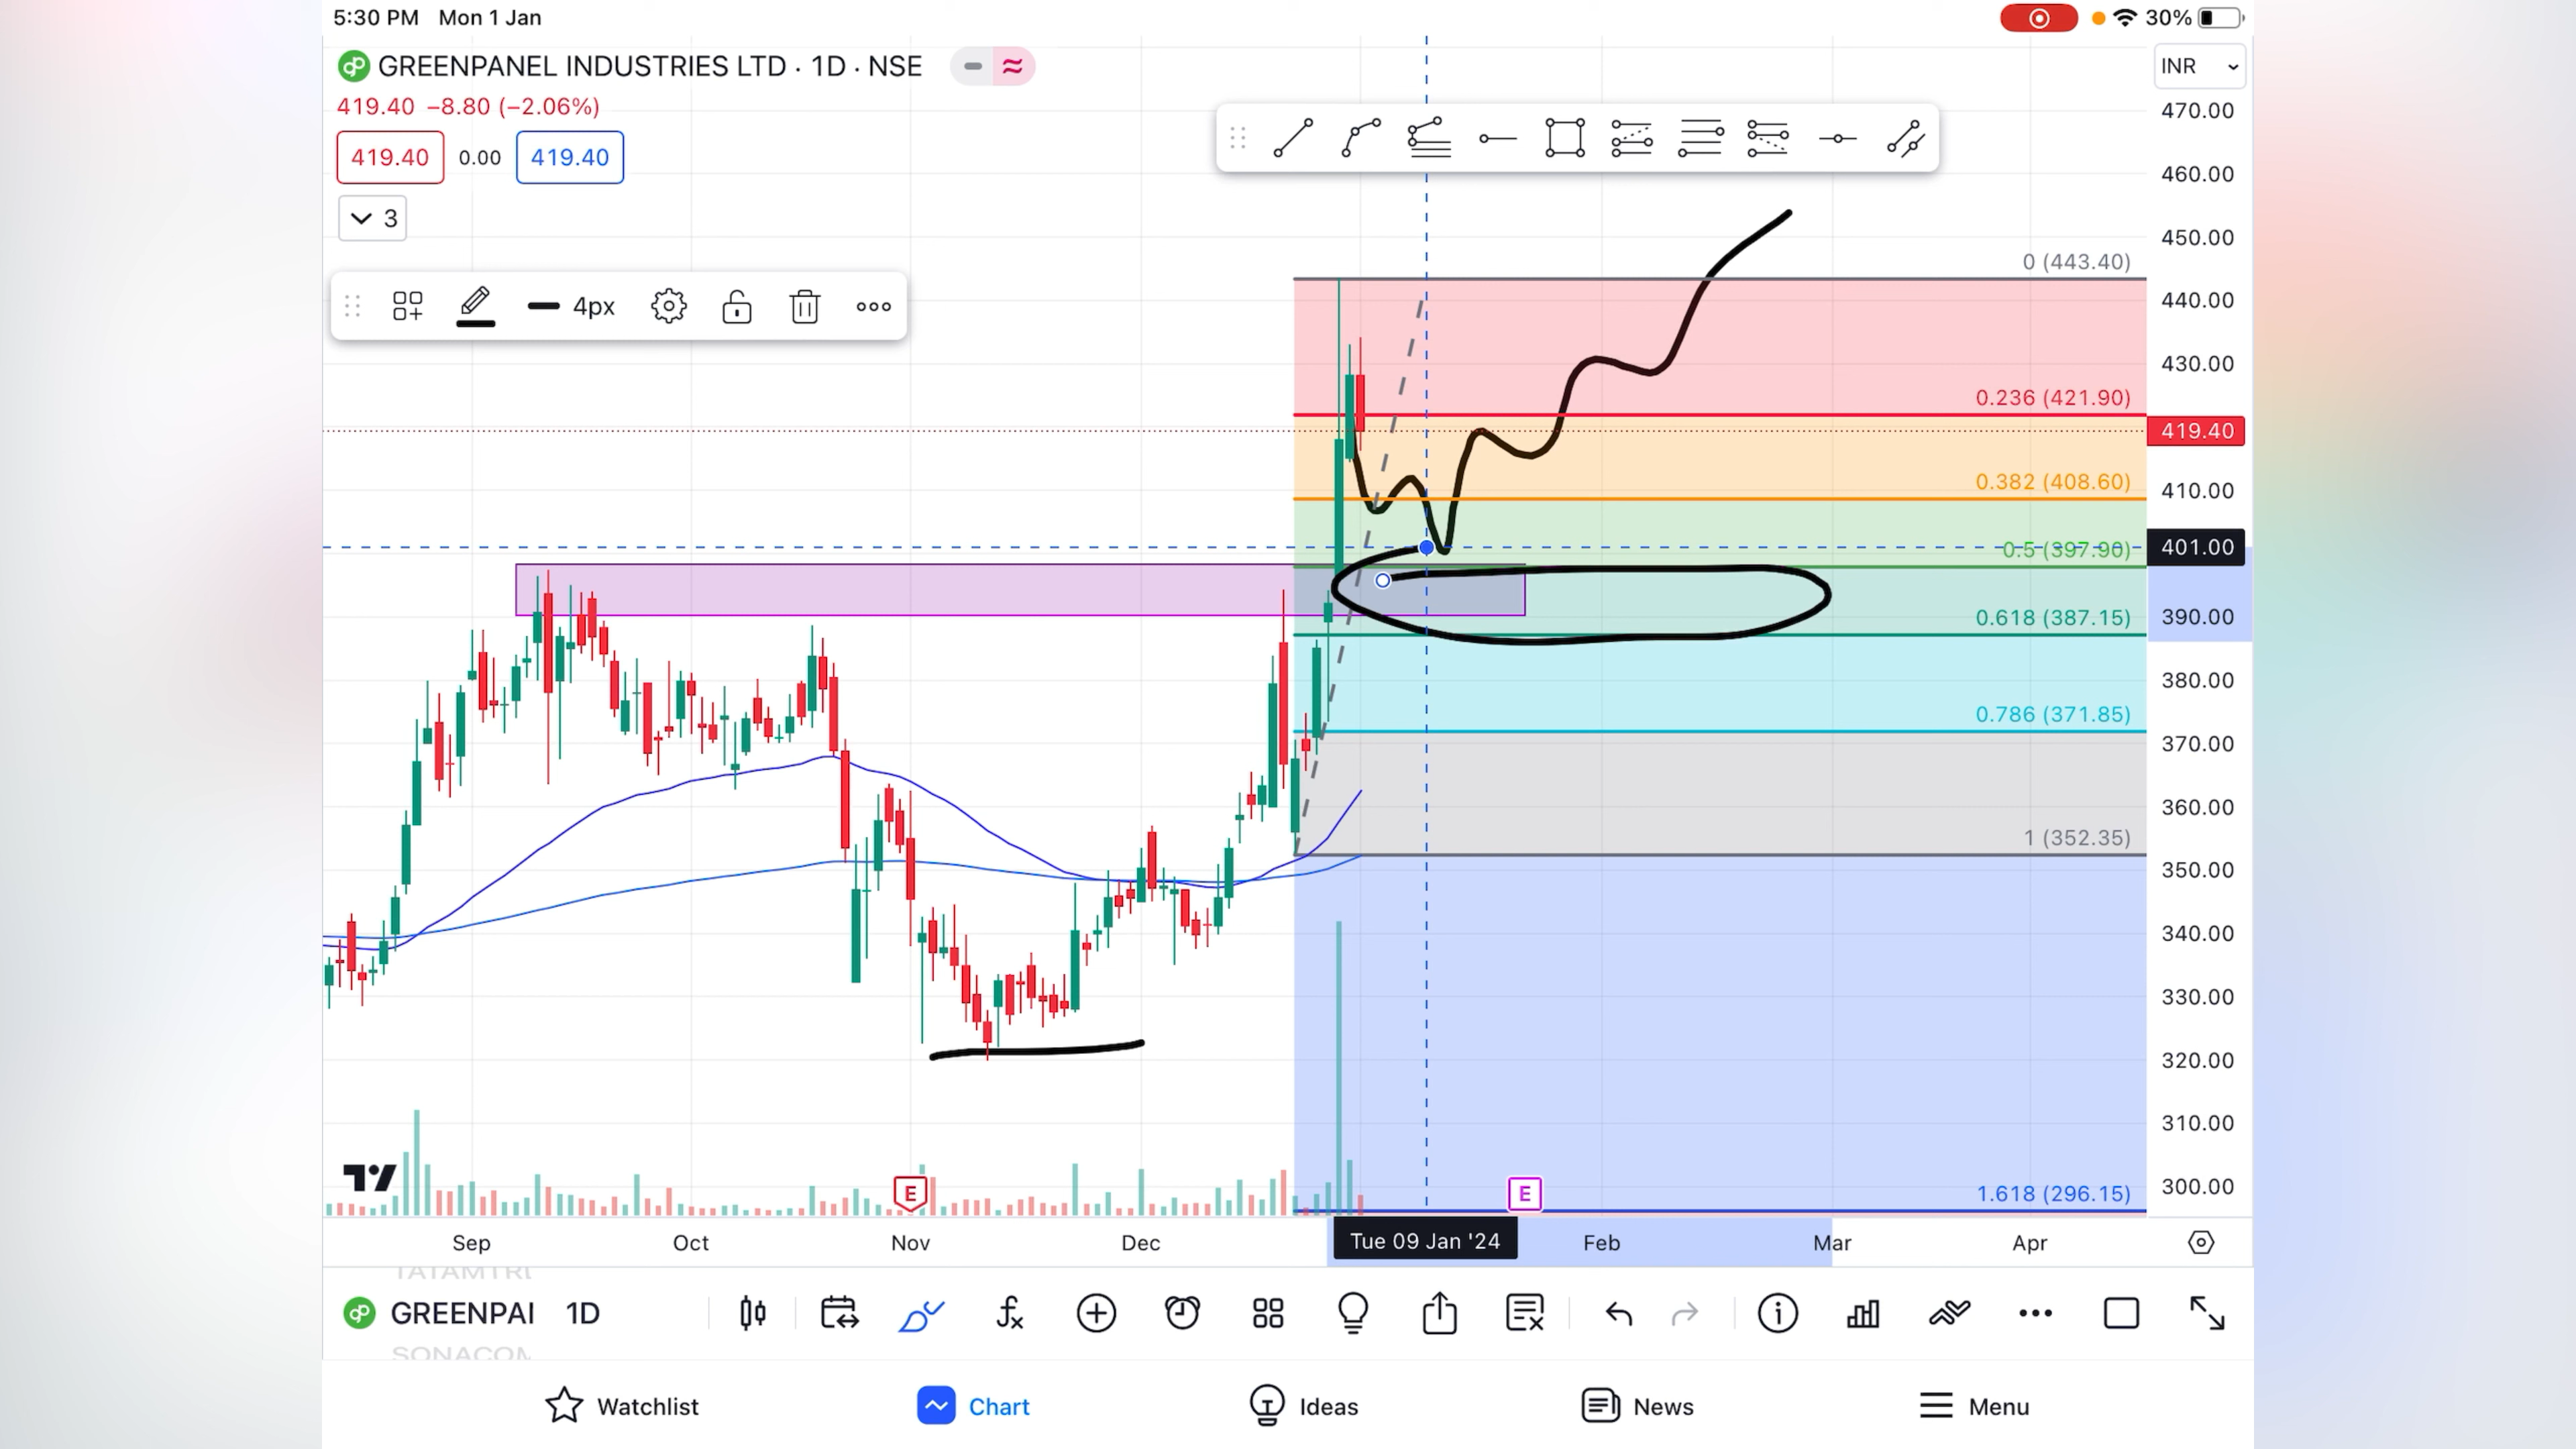 5:30 PM Mon 1 Jan
30%
GREENPANEL INDUSTRIES LTD · 1D · NSE
INR
419.40 −8.80 (−2.06%)
419.40 0.00 419.40
3
4px
470.00
460.00
450.00
0 (443.40)
440.00
430.00
0.236 (421.90)
419.40
0.382 (408.60)
410.00
401.00
0.5 (397.90)
0.618 (387.15)
390.00
380.00
0.786 (371.85)
370.00
360.00
1 (352.35)
350.00
340.00
330.00
320.00
310.00
E
E
1.618 (296.15)
300.00
Sep Oct Nov Dec Tue 09 Jan '24 Feb Mar Apr
GREENPAI 1D
Watchlist Chart Ideas News Menu